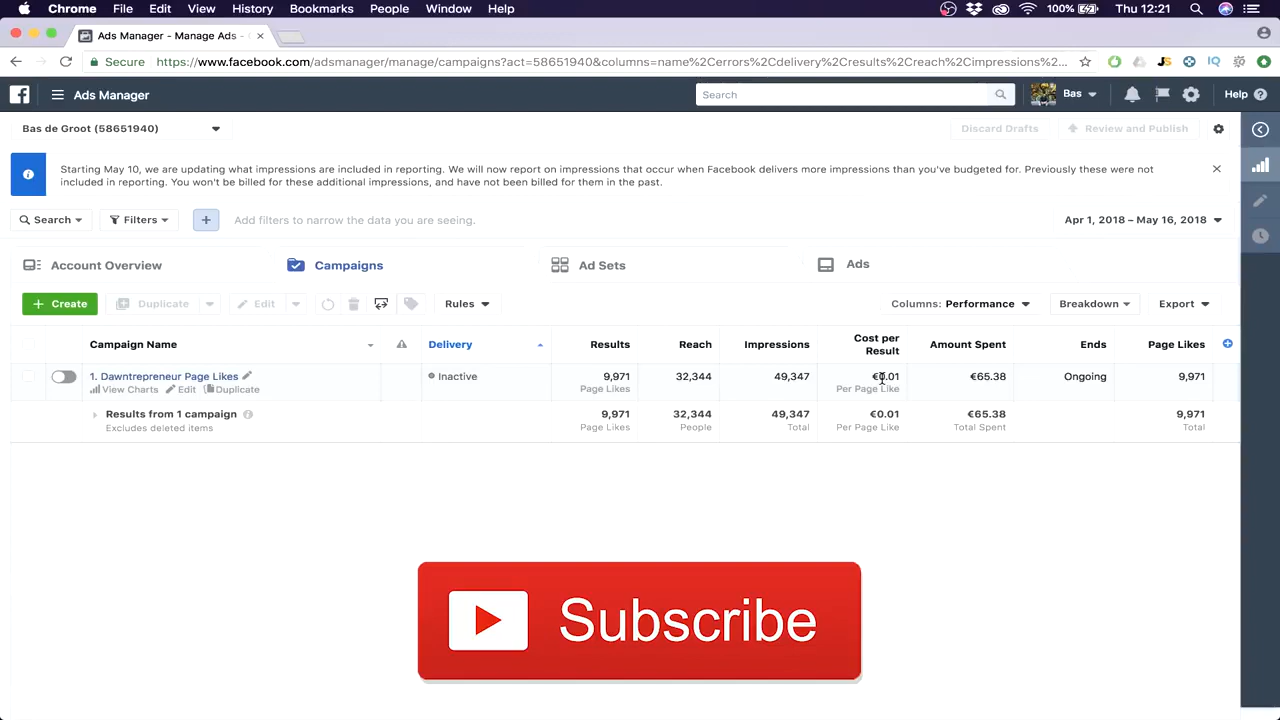 Chrome File Edit View History Bookmarks People Window Help 100% Thu 12:21
Ads Manager - Manage Ads - ×
Secure https://www.facebook.com/adsmanager/manage/campaigns?act=58651940&columns=name%2Cerrors%2Cdelivery%2Cresults%2Creach%2Cimpressions%2C... JS IQ
Ads Manager Search Bas Help
Bas de Groot (58651940) Discard Drafts Review and Publish
Starting May 10, we are updating what impressions are included in reporting. We will now report on impressions that occur when Facebook delivers more impressions than you've budgeted for. Previously these were not
included in reporting. You won't be billed for these additional impressions, and have not been billed for them in the past.
Search Filters + Add filters to narrow the data you are seeing. Apr 1, 2018 – May 16, 2018
Account Overview Campaigns Ad Sets Ads
+ Create Duplicate Edit Rules Columns: Performance Breakdown Export
Campaign Name Delivery Results Reach Impressions Cost per Result Amount Spent Ends Page Likes
1. Dawntrepreneur Page Likes Inactive 9,971 32,344 49,347 €0.01 €65.38 Ongoing 9,971
View Charts Edit Duplicate Page Likes Per Page Like
Results from 1 campaign 9,971 32,344 49,347 €0.01 €65.38 9,971
Excludes deleted items Page Likes People Total Per Page Like Total Spent Total
Subscribe